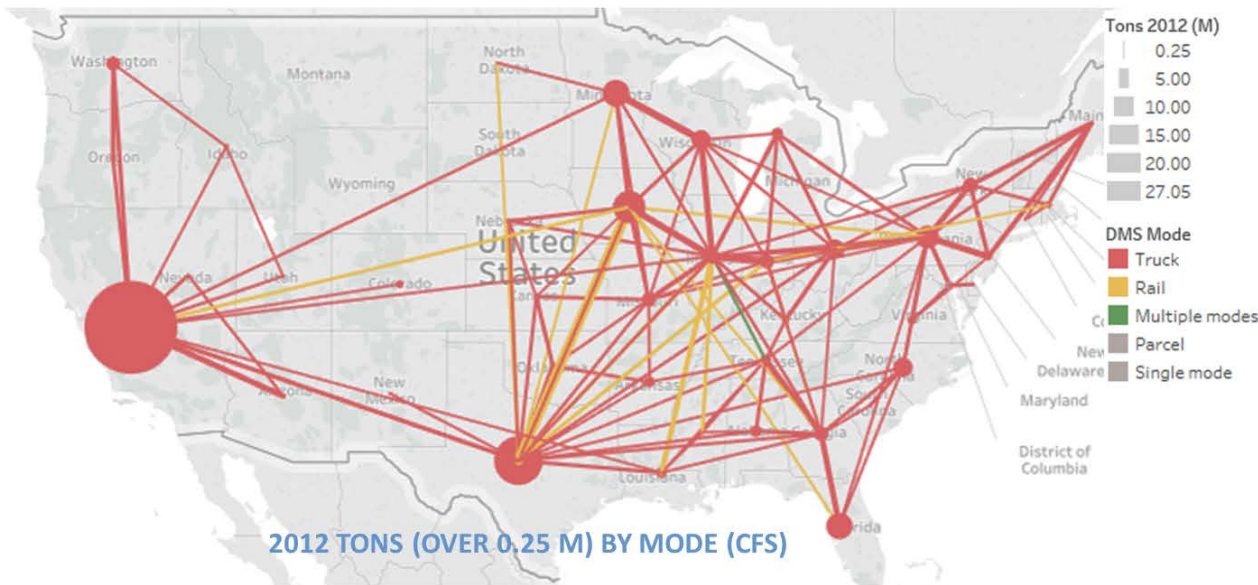 Tons 2012 (M)
0.25
5.00
10.00
15.00
20.00
27.05
DMS Mode
Truck
Rail
Multiple modes
Parcel
Single mode
Washington
Montana
North
Dakota
Minnesota
Oregon
Idaho
South
Dakota
Wisconsin
Michigan
Wyoming
Nebraska
United
States
Nevada
Utah
Colorado
Kansas
Missouri
Kentucky
Virginia
Oklahoma
Tennessee
North
Carolina
Arizona
New
Mexico
Arkansas
South
Carolina
Georgia
Louisiana
Florida
Delaware
Maryland
District of
Columbia
2012 TONS (OVER 0.25 M) BY MODE (CFS)